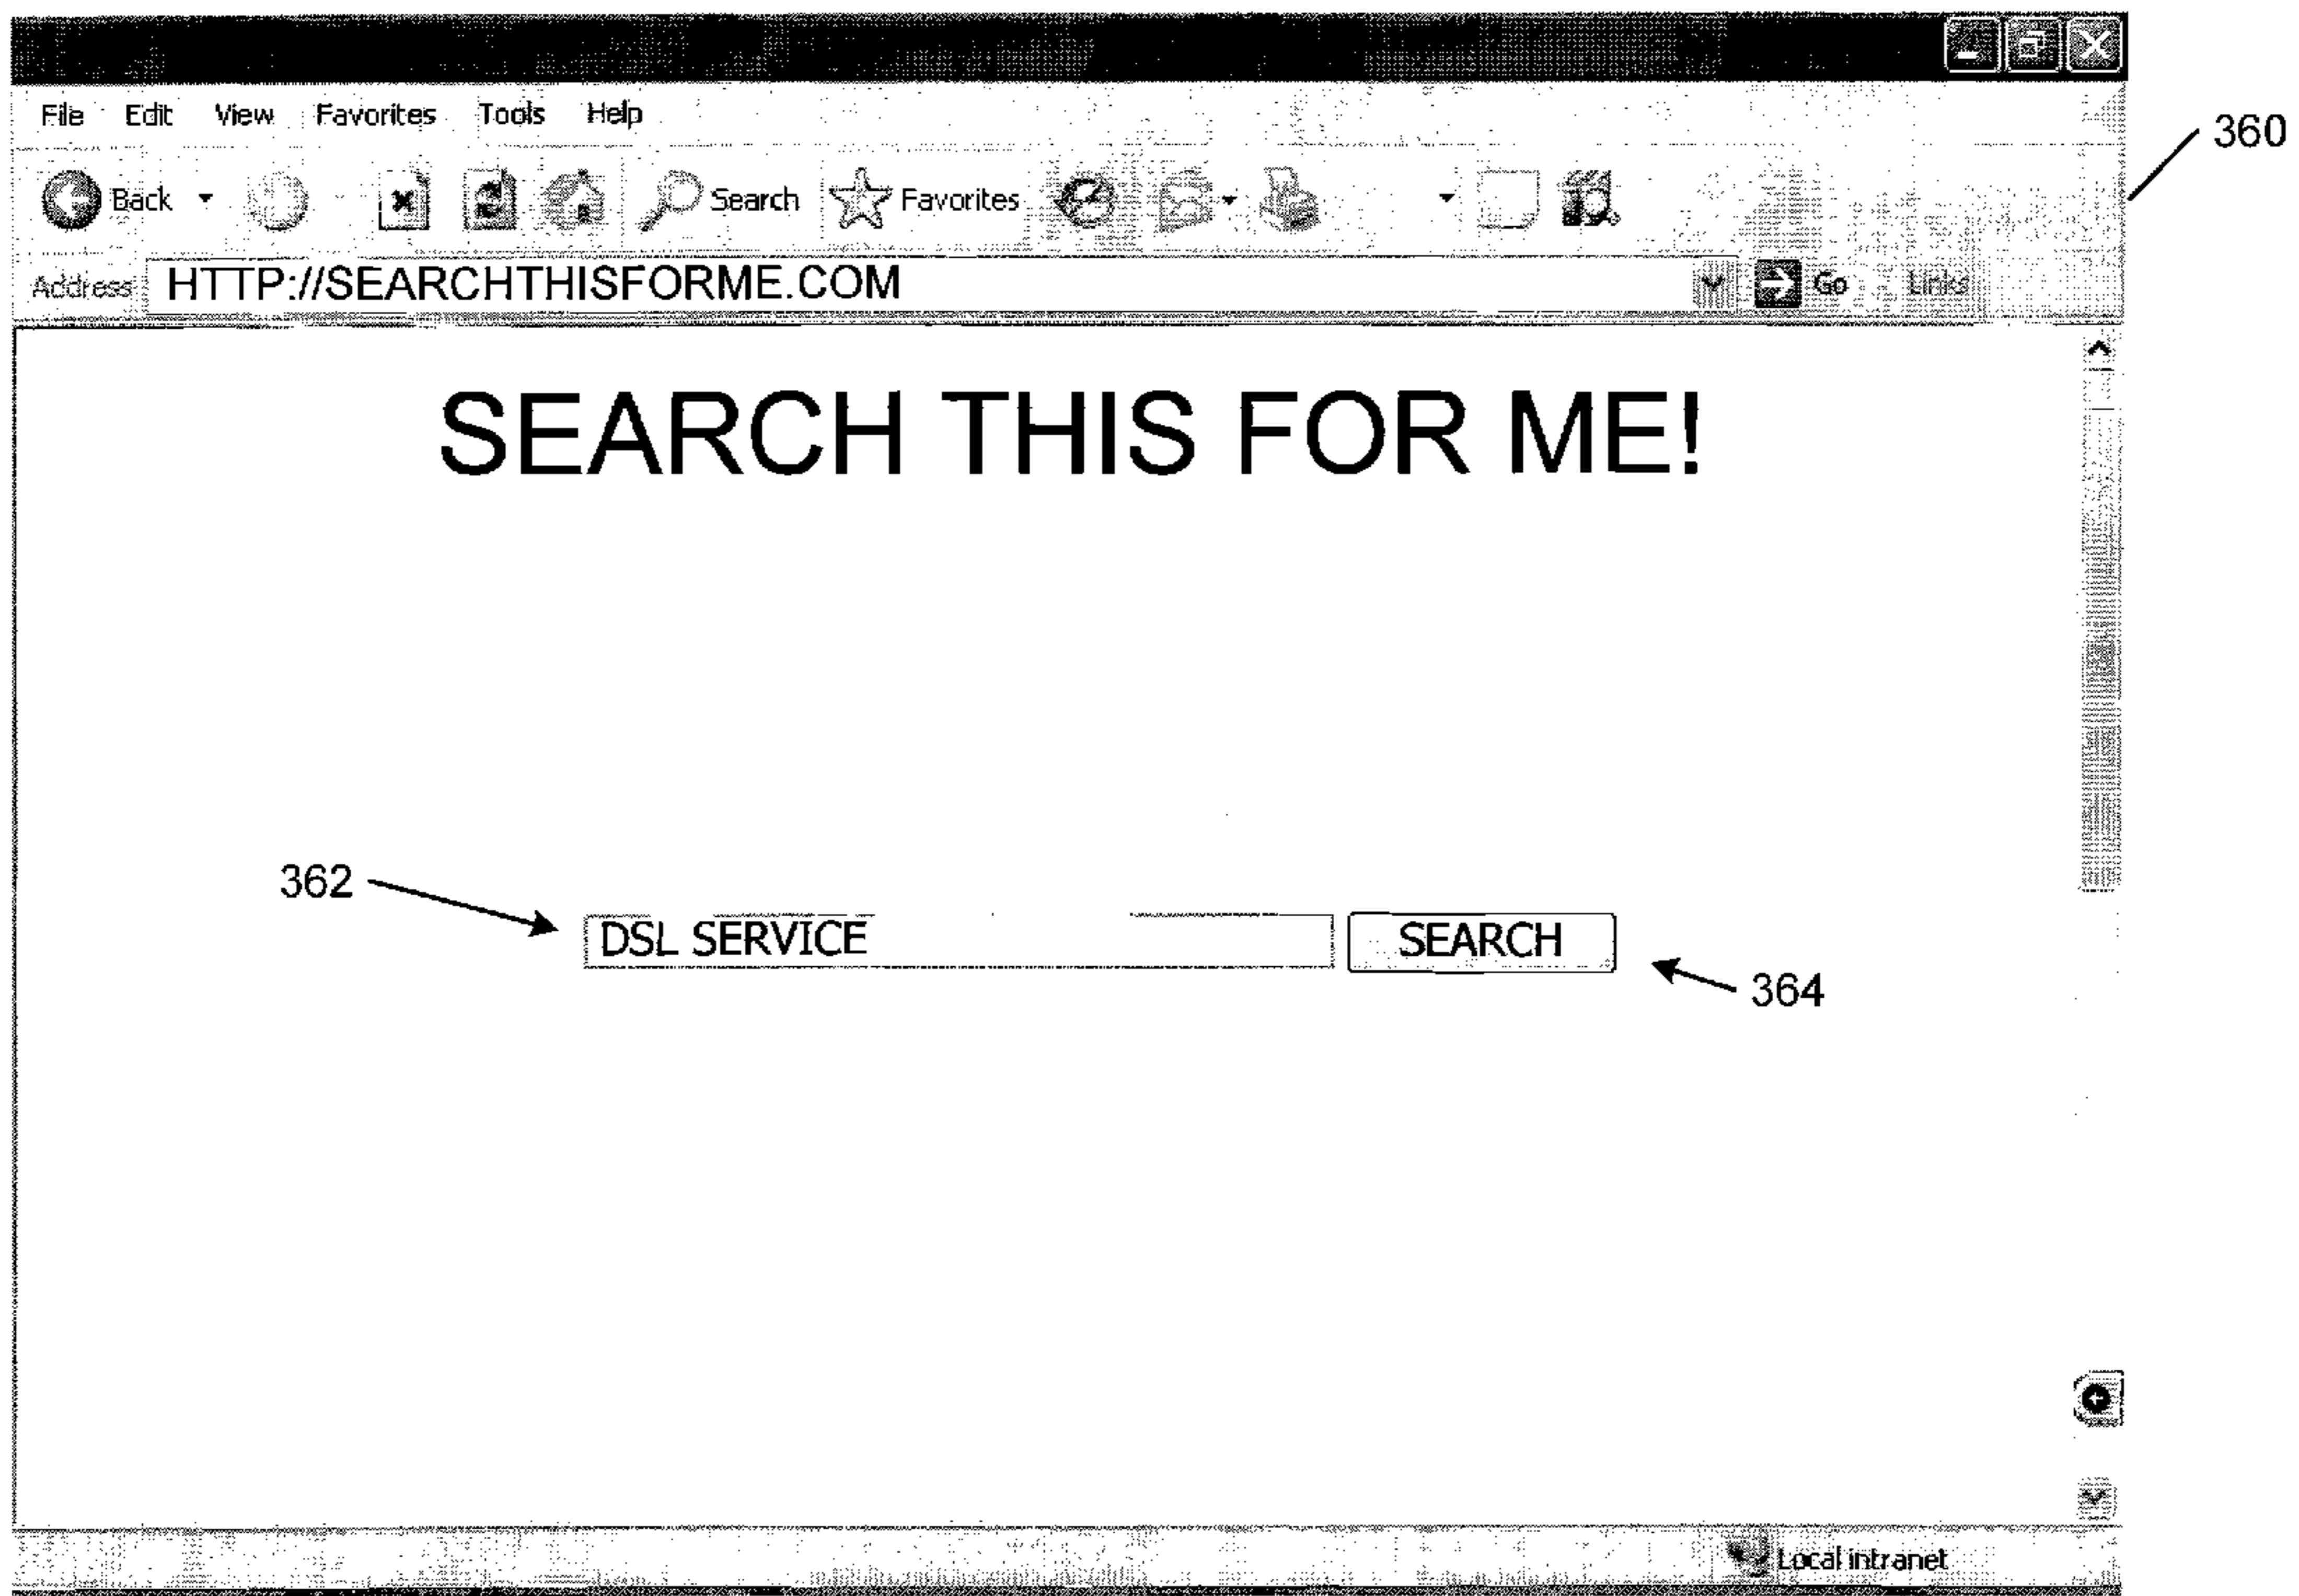 File Edit View Favorites Tools Help
360
Back Search Favorites
Address HTTP://SEARCHTHISFORME.COM Go Links
SEARCH THIS FOR ME!
362
DSL SERVICE SEARCH
364
Local intranet